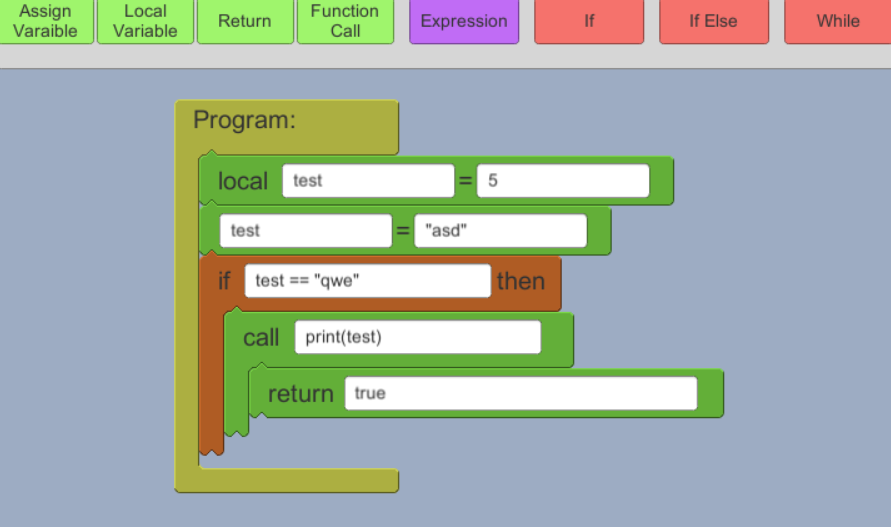 Assign
Varaible
Local
Variable
Return
Function
Call
Expression
If
If Else
While
Program:
local test = 5
test = "asd"
if test == "qwe" then
call print(test)
return true